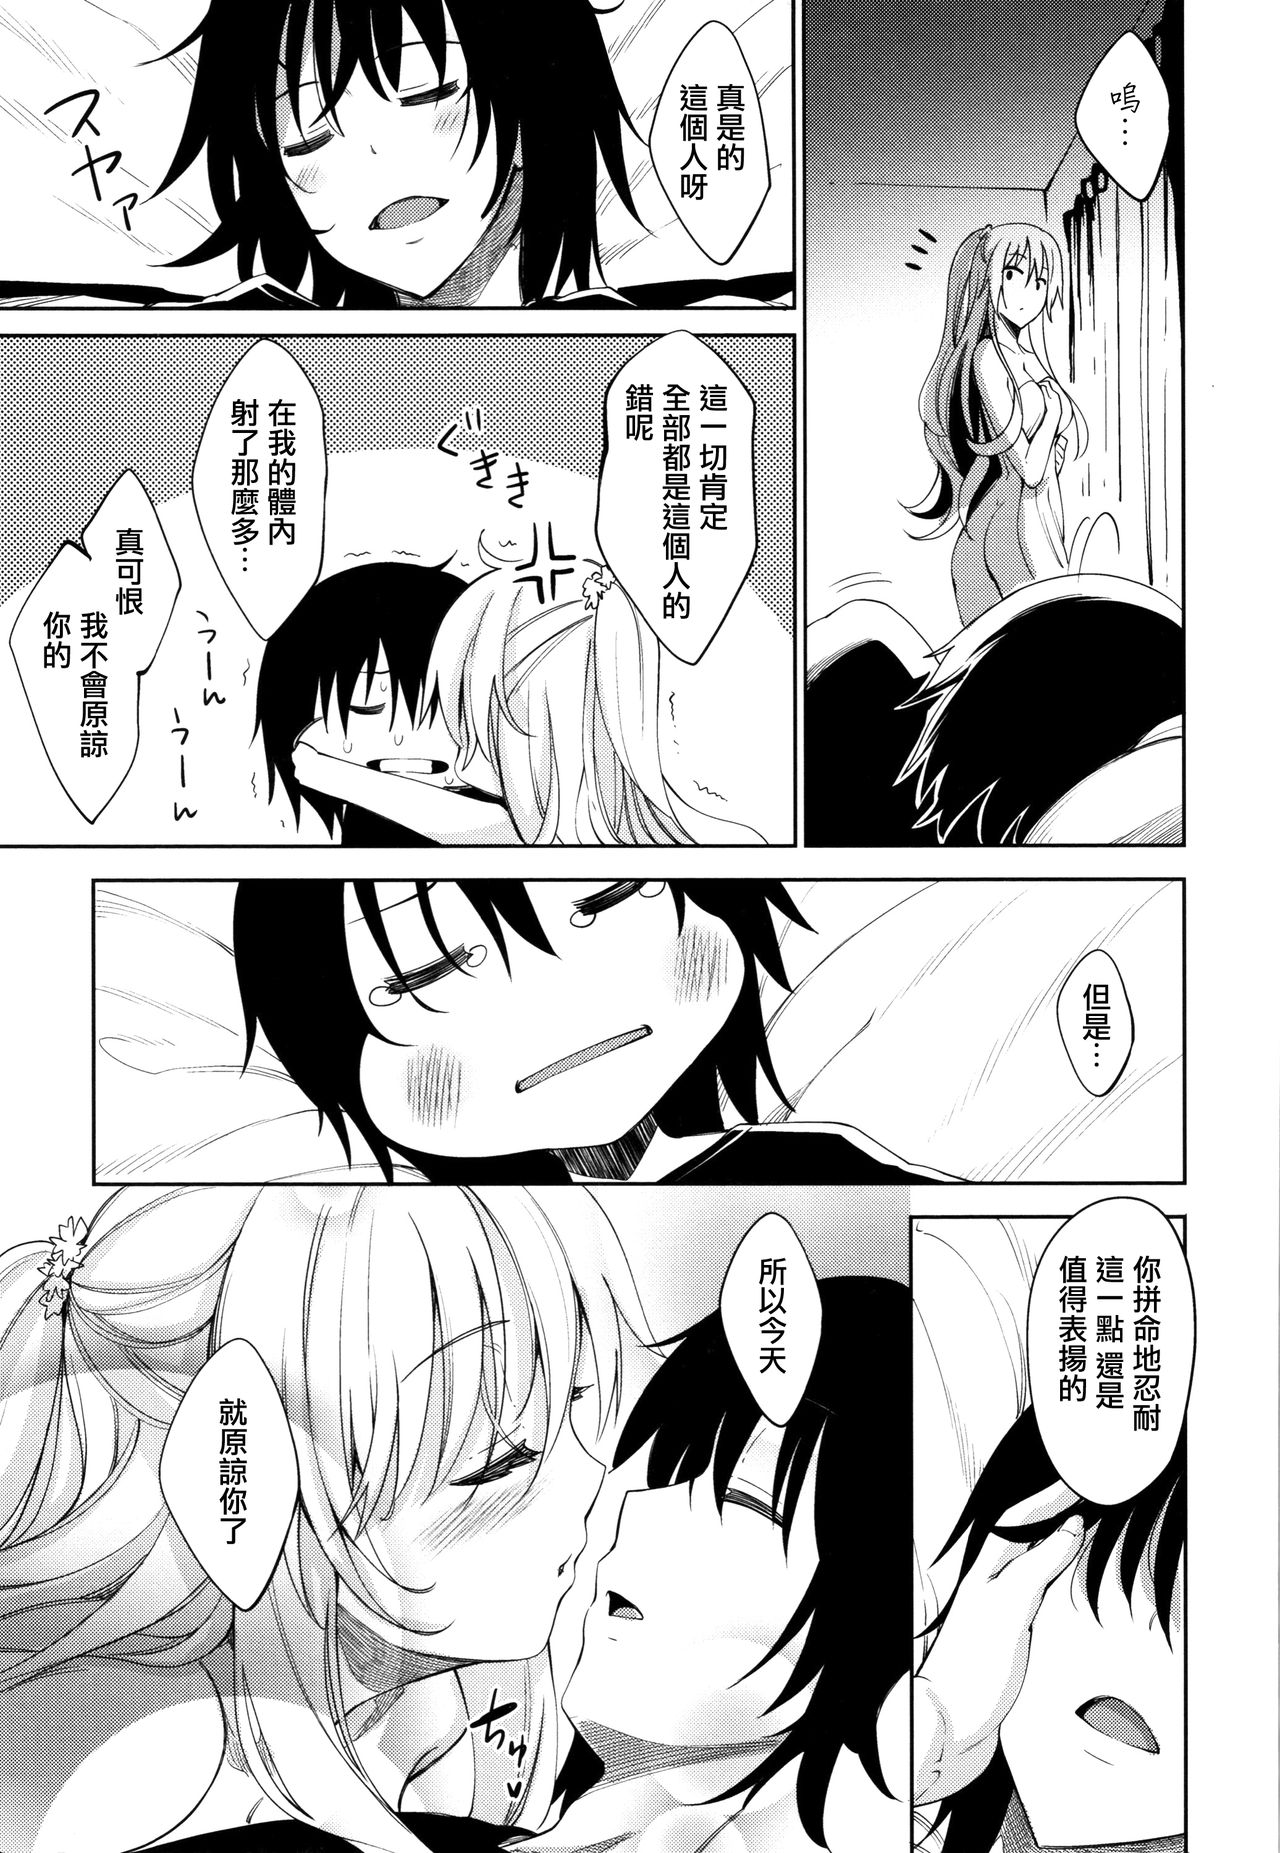 嗚…
真是的
這個人呀
スヤァ
這一切肯定
全部都是這個人的
錯呢
ぐききき
在我的體內
射了那麼多…
真可恨
我不會原諒
你的
うーん
うーん
但是…
你拼命地忍耐
這一點還是
值得表揚的
所以今天
就原諒你了
ちゅ♥